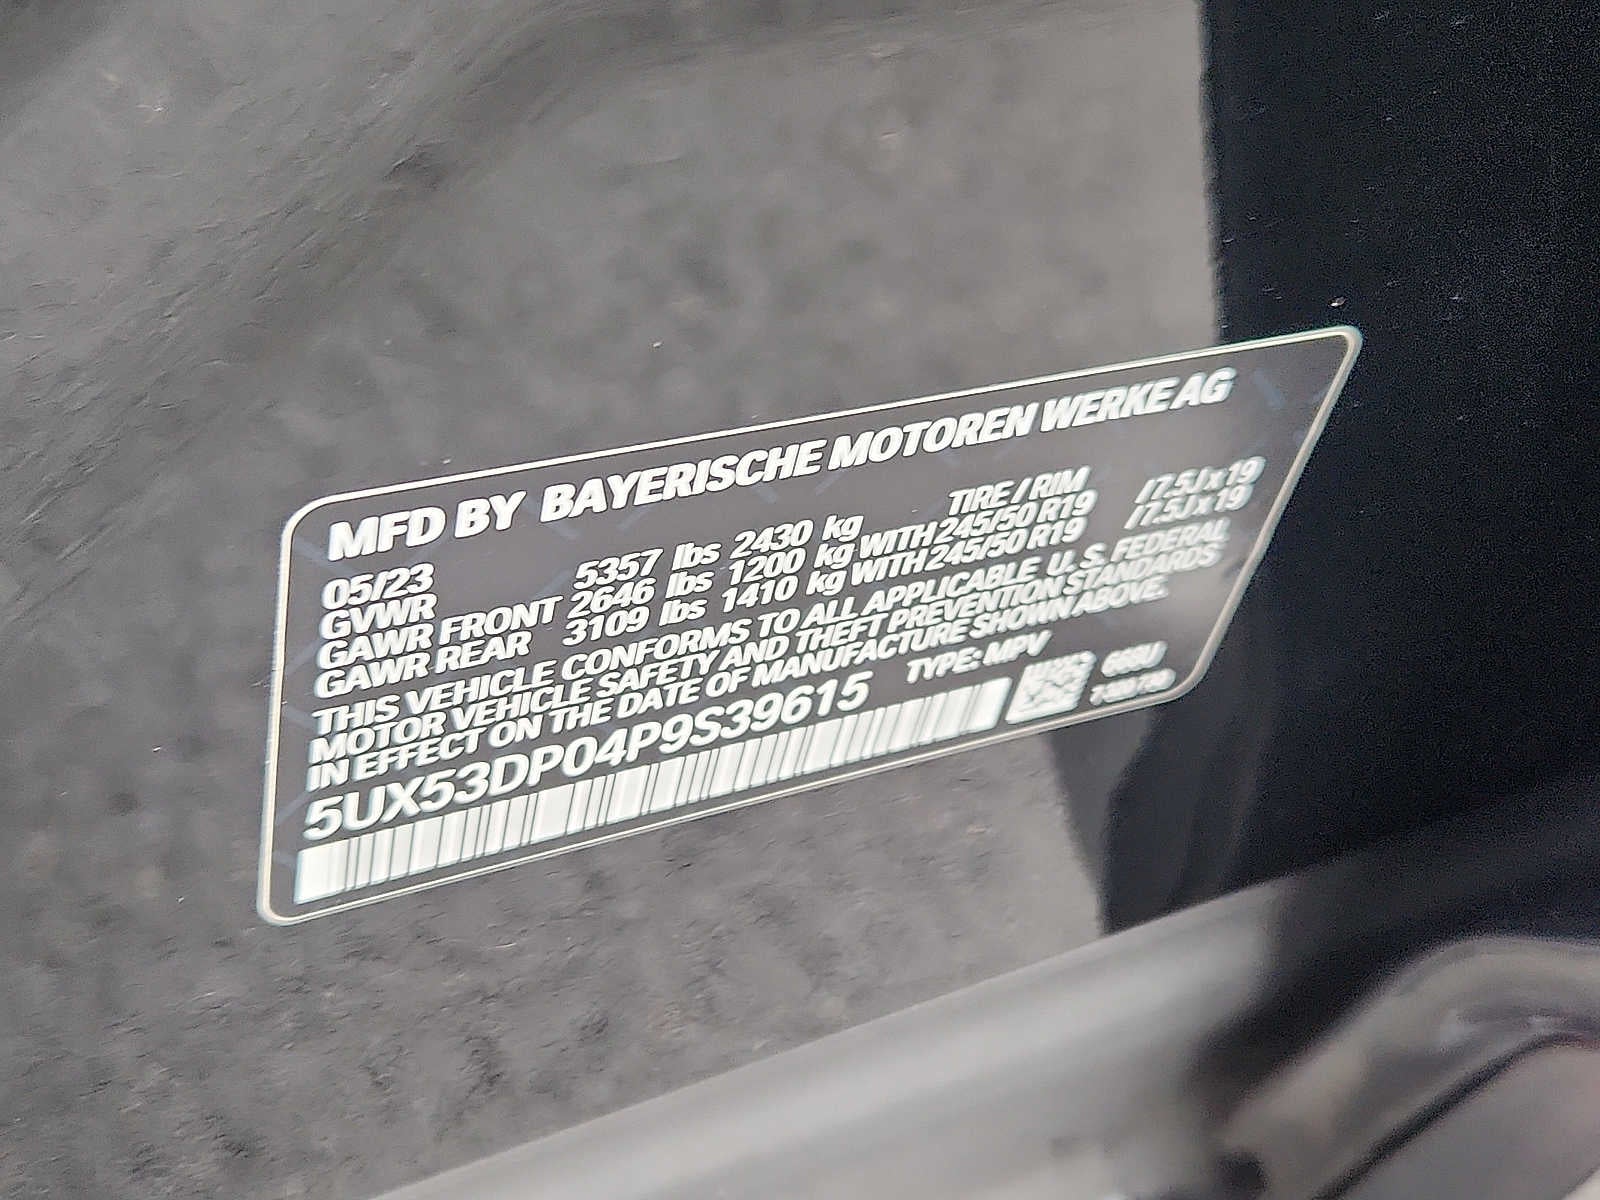 MFD BY BAYERISCHE MOTOREN WERKE AG
05/23 TIRE / RIM
GVWR 5357 lbs 2430 kg
GAWR FRONT 2646 lbs 1200 kg WITH 245/50 R19 /7.5J x 19
GAWR REAR 3109 lbs 1410 kg WITH 245/50 R19 /7.5J x 19
THIS VEHICLE CONFORMS TO ALL APPLICABLE U. S. FEDERAL
MOTOR VEHICLE SAFETY AND THEFT PREVENTION STANDARDS
IN EFFECT ON THE DATE OF MANUFACTURE SHOWN ABOVE.
5UX53DP04P9S39615 TYPE: MPV